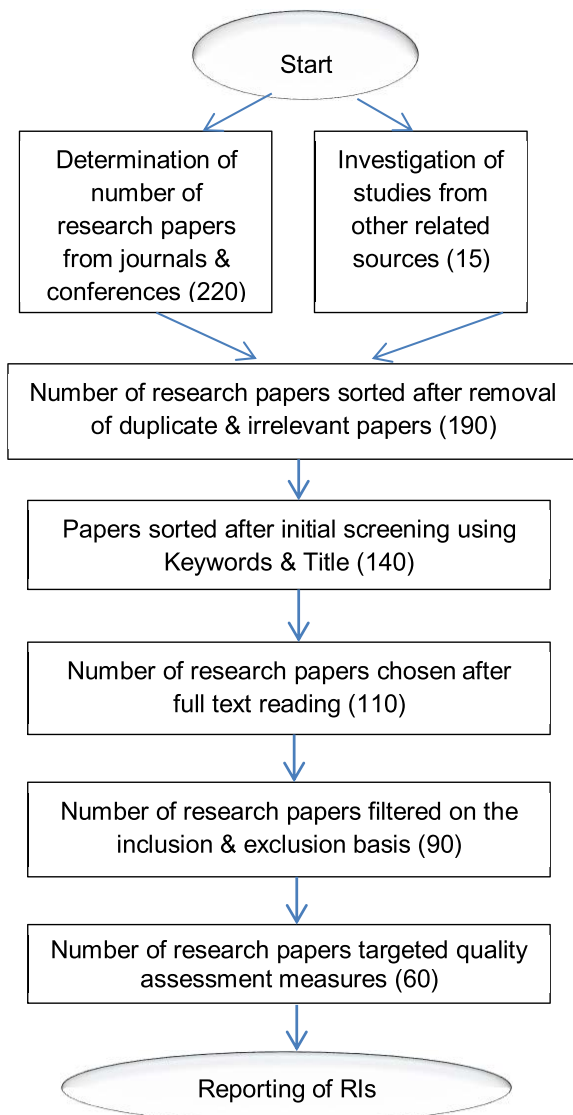 Start
Determination of
number of
research papers
from journals &
conferences (220)
Investigation of
studies from
other related
sources (15)
Number of research papers sorted after removal
of duplicate & irrelevant papers (190)
Papers sorted after initial screening using
Keywords & Title (140)
Number of research papers chosen after
full text reading (110)
Number of research papers filtered on the
inclusion & exclusion basis (90)
Number of research papers targeted quality
assessment measures (60)
Reporting of RIs